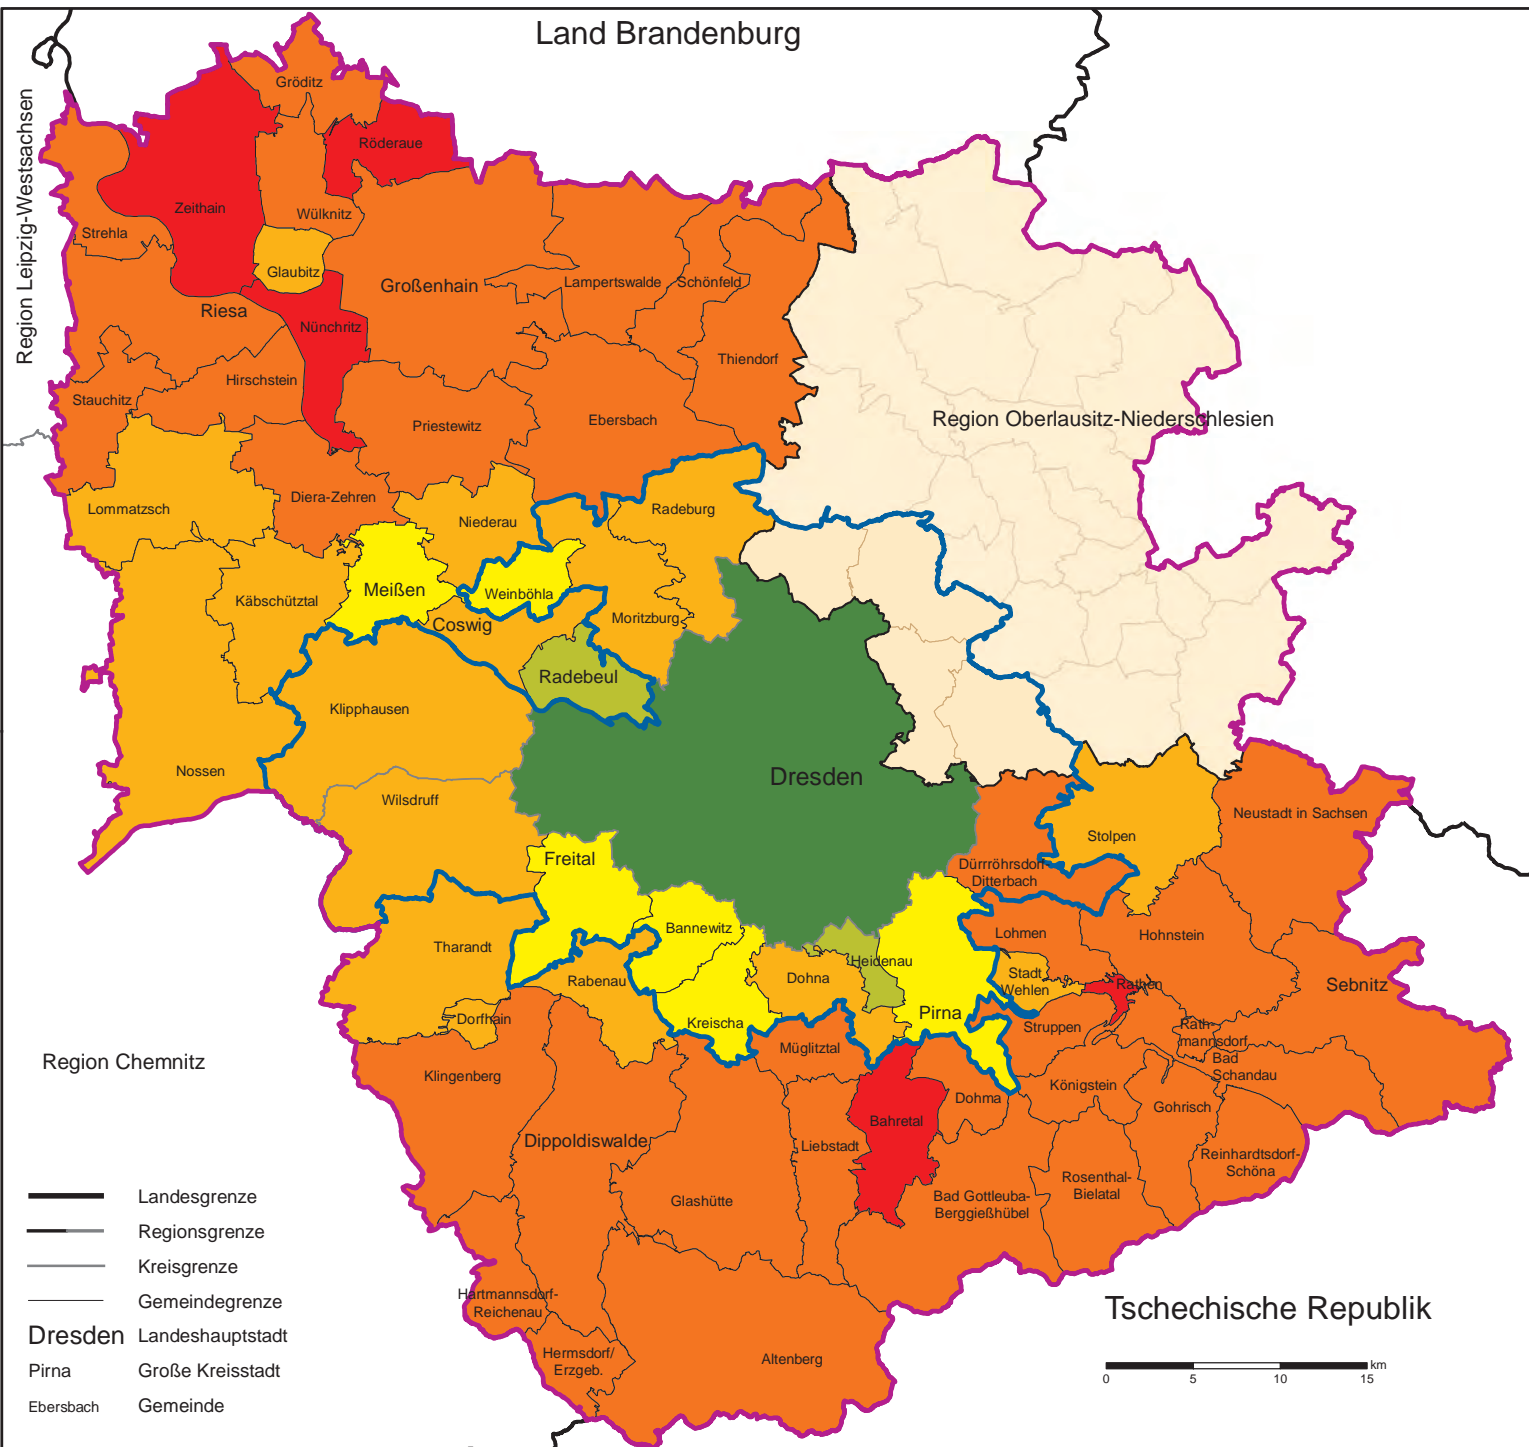 Land Brandenburg
Region Leipzig-Westsachsen
Gröditz
Röderaue
Zeithain
Wülknitz
Strehla
Glaubitz
Großenhain
Lampertswalde
Schönfeld
Riesa
Nünchritz
Thiendorf
Hirschstein
Stauchitz
Priestewitz
Ebersbach
Region Oberlausitz-Niederschlesien
Diera-Zehren
Lommatzsch
Niederau
Radeburg
Meißen
Weinböhla
Käbschütztal
Coswig
Moritzburg
Radebeul
Klipphausen
Nossen
Dresden
Wilsdruff
Neustadt in Sachsen
Stolpen
Freital
Dürrröhrsdorf-
Ditterbach
Bannewitz
Lohmen
Hohnstein
Tharandt
Heidenau
Rabenau
Dohna
Stadt
Wehlen
Rathen
Sebnitz
Dorfhain
Kreischa
Pirna
Struppen
Rath-
mannsdorf
Müglitztal
Bad
Schandau
Region Chemnitz
Klingenberg
Königstein
Dohma
Gohrisch
Bahretal
Dippoldiswalde
Liebstadt
Reinhardtsdorf-
Schöna
Rosenthal-
Bielatal
Glashütte
Bad Gottleuba-
Berggießhübel
Hartmannsdorf-
Reichenau
Hermsdorf/
Erzgeb.
Altenberg
Tschechische Republik
km
0 5 10 15
Landesgrenze
Regionsgrenze
Kreisgrenze
Gemeindegrenze
Dresden Landeshauptstadt
Pirna Große Kreisstadt
Ebersbach Gemeinde